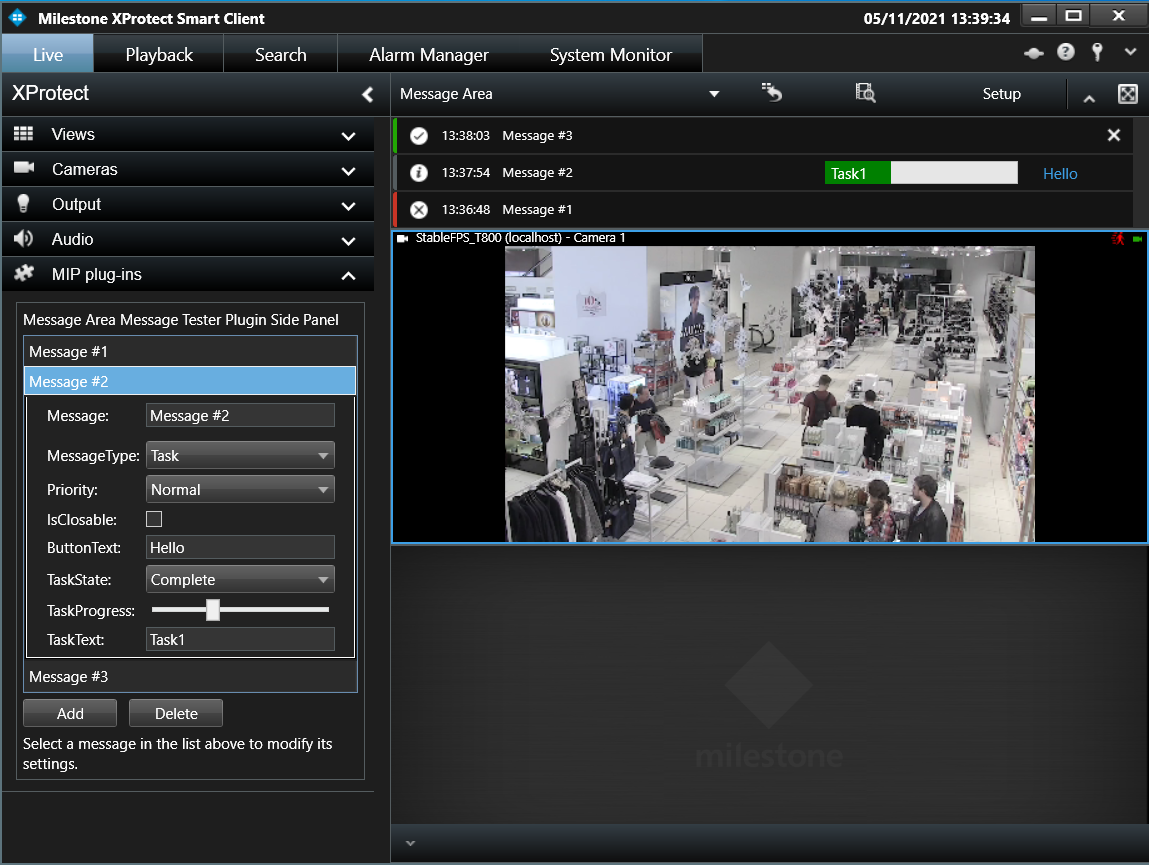 Milestone XProtect Smart Client
05/11/2021 13:39:34
Live
Playback
Search
Alarm Manager
System Monitor
XProtect
Message Area
Setup
Views
Cameras
Output
Audio
MIP plug-ins
13:38:03 Message #3
13:37:54 Message #2
Task1
Hello
13:36:48 Message #1
StableFPS_T800 (localhost) - Camera 1
Message Area Message Tester Plugin Side Panel
Message #1
Message #2
Message: Message #2
MessageType: Task
Priority: Normal
IsClosable:
ButtonText: Hello
TaskState: Complete
TaskProgress:
TaskText: Task1
Message #3
Add
Delete
Select a message in the list above to modify its
settings.
milestone